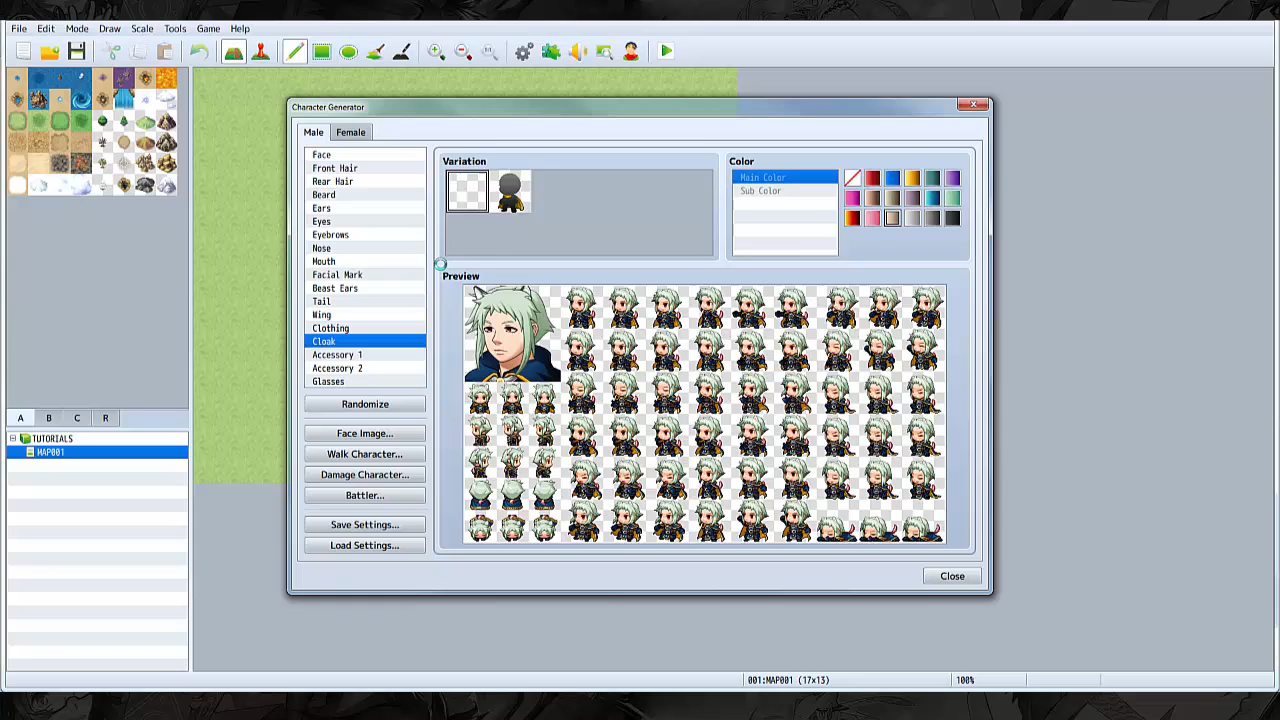 File Edit Mode Draw Scale Tools Game Help
Character Generator
Male Female
Face
Front Hair
Rear Hair
Beard
Ears
Eyes
Eyebrows
Nose
Mouth
Facial Mark
Beast Ears
Tail
Wing
Clothing
Cloak
Accessory 1
Accessory 2
Glasses
Randomize
Face Image...
Walk Character...
Damage Character...
Battler...
Save Settings...
Load Settings...
Variation
Color
Main Color
Sub Color
Preview
Close
A B C R
TUTORIALS
MAP001
001:MAP001 (17×13) 100%